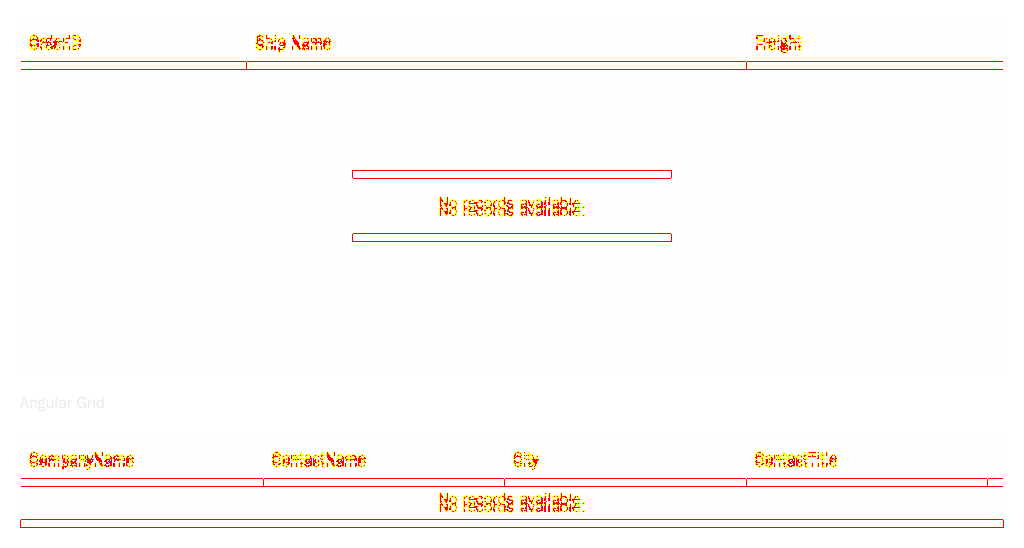 OrderID Ship Name Freight
No records available.
Angular Grid
CompanyName ContactName City ContactTitle
No records available.